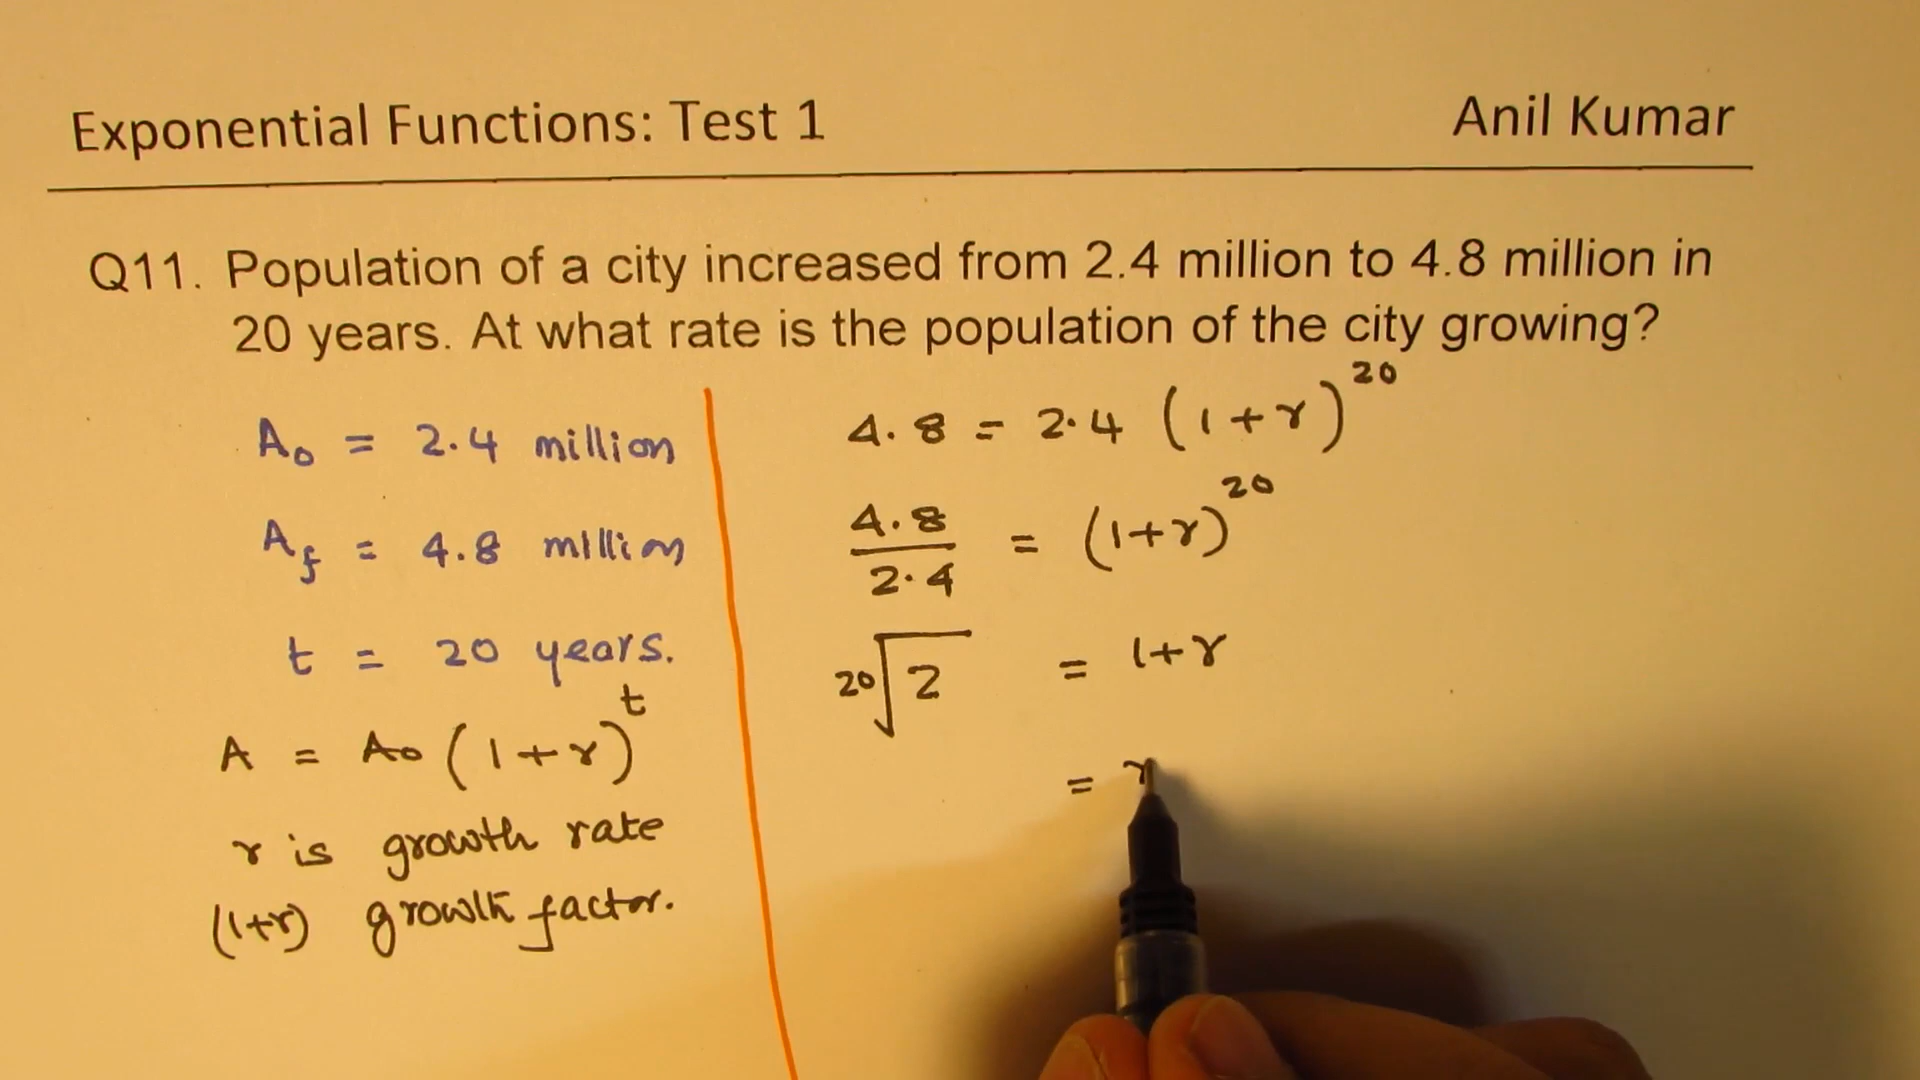 Exponential Functions: Test 1
Anil Kumar
Q11. Population of a city increased from 2.4 million to 4.8 million in
20 years. At what rate is the population of the city growing?
A₀ = 2.4 million
A_f = 4.8 million
t = 20 years.
A = A₀ (1+r)^t
r is growth rate
(1+r) growth factor.
4.8 = 2.4 (1+r)^20
4.8/2.4 = (1+r)^20
²⁰√2 = 1+r
= r